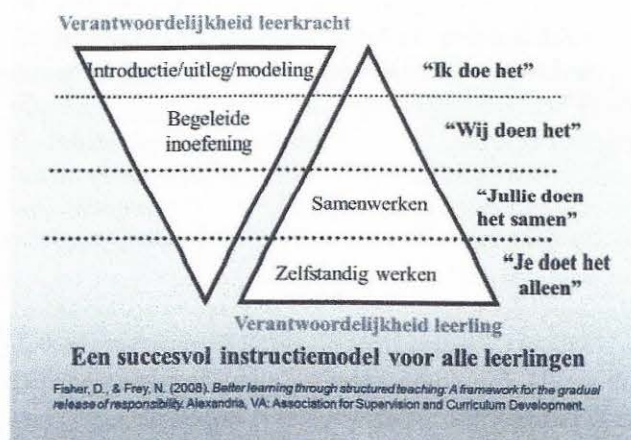 Verantwoordelijkheid leerkracht
Introductie/uitleg/modeling
“Ik doe het”
Begeleide
inoefening
“Wij doen het”
Samenwerken
“Jullie doen
het samen”
Zelfstandig werken
“Je doet het
alleen”
Verantwoordelijkheid leerling
Een succesvol instructiemodel voor alle leerlingen
Fisher, D., & Frey, N. (2008). Better learning through structured teaching: A framework for the gradual
release of responsibility. Alexandria, VA: Association for Supervision and Curriculum Development.